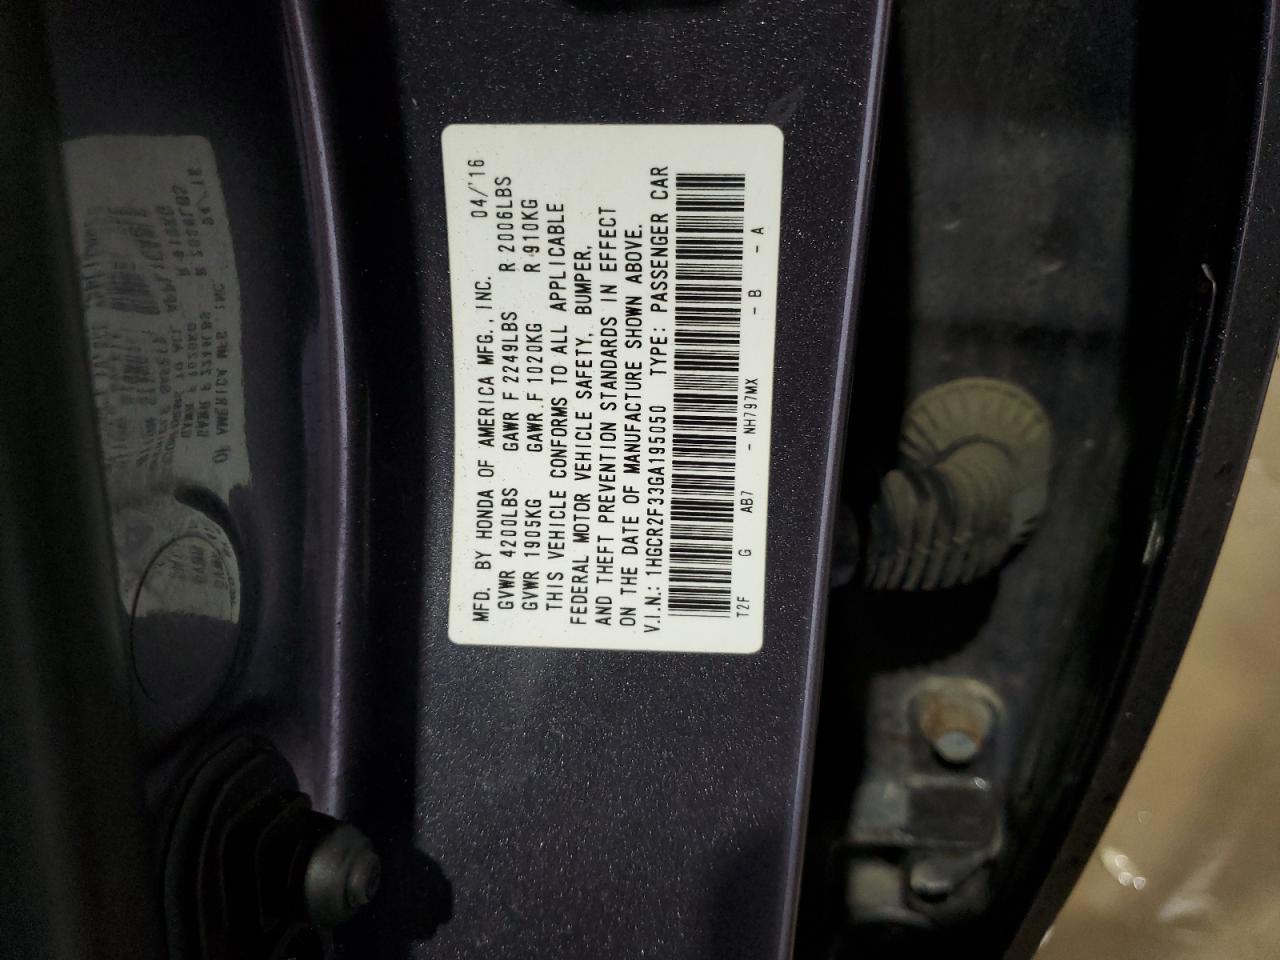 MFD. BY HONDA OF AMERICA MFG., INC. 04/'16
GVWR 4200LBS GAWR F 2249LBS R 2006LBS
GVWR 1905KG GAWR.F 1020KG R 910KG
THIS VEHICLE CONFORMS TO ALL APPLICABLE
FEDERAL MOTOR VEHICLE SAFETY, BUMPER,
AND THEFT PREVENTION STANDARDS IN EFFECT
ON THE DATE OF MANUFACTURE SHOWN ABOVE.
V.I.N.: 1HGCR2F33GA195050 TYPE: PASSENGER CAR
T2F G AB7 - NH797MX - B - A